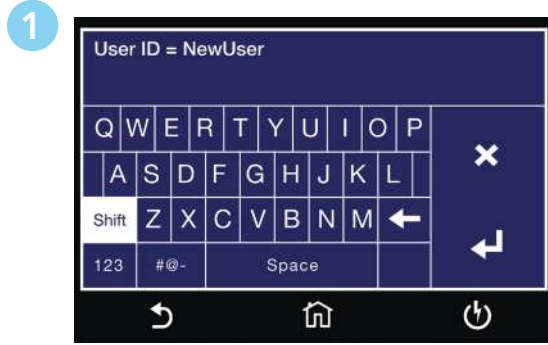 1
User ID = NewUser
Q W E R T Y U I O P
A S D F G H J K L
Shift Z X C V B N M
123 #@- Space